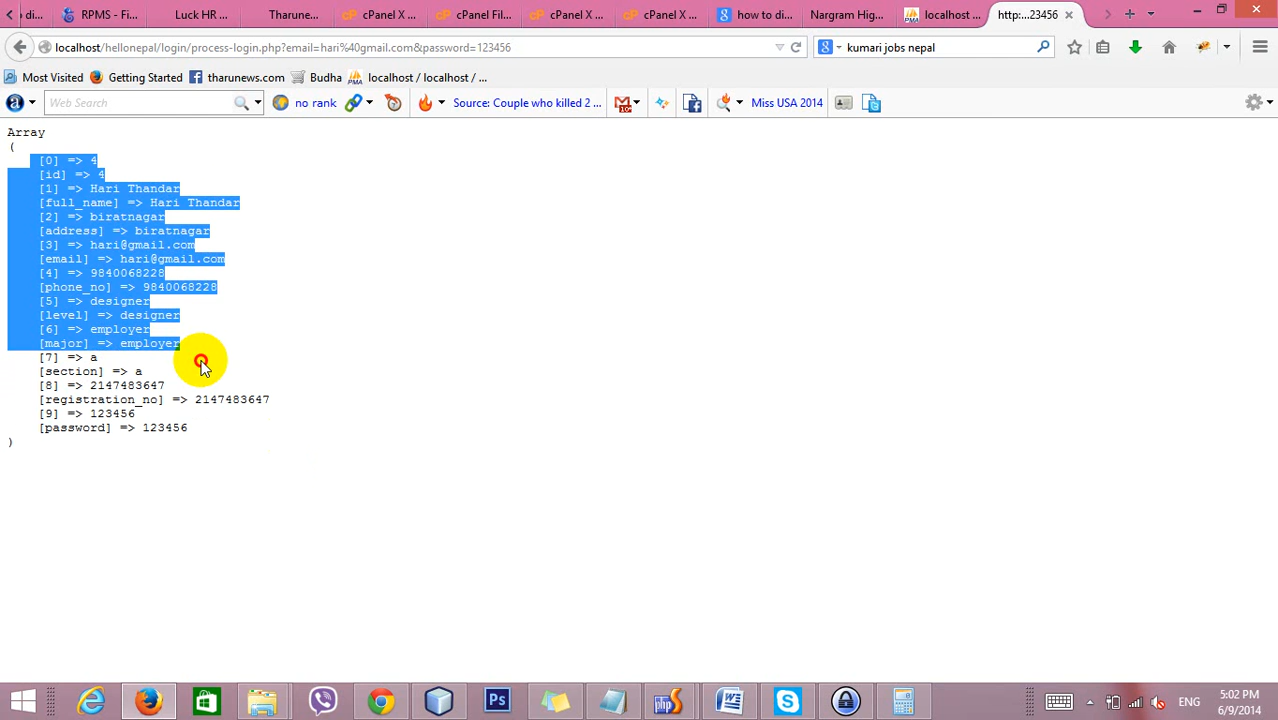 di...
RPMS - Fi...
Luck HR ...
Tharune...
cPanel X ...
cPanel Fil...
cPanel X ...
cPanel X ...
how to di...
Nargram Hig...
localhost ...
http:...23456
localhost/hellonepal/login/process-login.php?email=hari%40gmail.com&password=123456
kumari jobs nepal
Most Visited
Getting Started
tharunews.com
Budha
localhost / localhost / ...
Web Search
no rank
Source: Couple who killed 2 ...
Miss USA 2014
Array
(
[0] => 4
[id] => 4
[1] => Hari Thandar
[full_name] => Hari Thandar
[2] => biratnagar
[address] => biratnagar
[3] => hari@gmail.com
[email] => hari@gmail.com
[4] => 9840068228
[phone_no] => 9840068228
[5] => designer
[level] => designer
[6] => employer
[major] => employer
[7] => a
[section] => a
[8] => 2147483647
[registration_no] => 2147483647
[9] => 123456
[password] => 123456
)
ENG
5:02 PM
6/9/2014